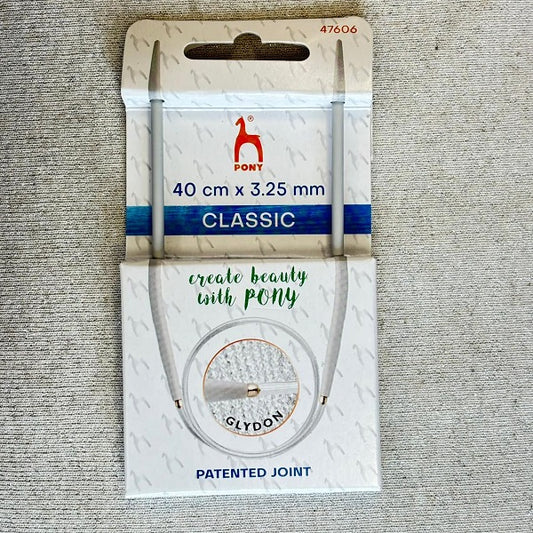 47606
®
PONY
40 cm x 3.25 mm
CLASSIC
create beauty
with PONY
GLYDON
PATENTED JOINT